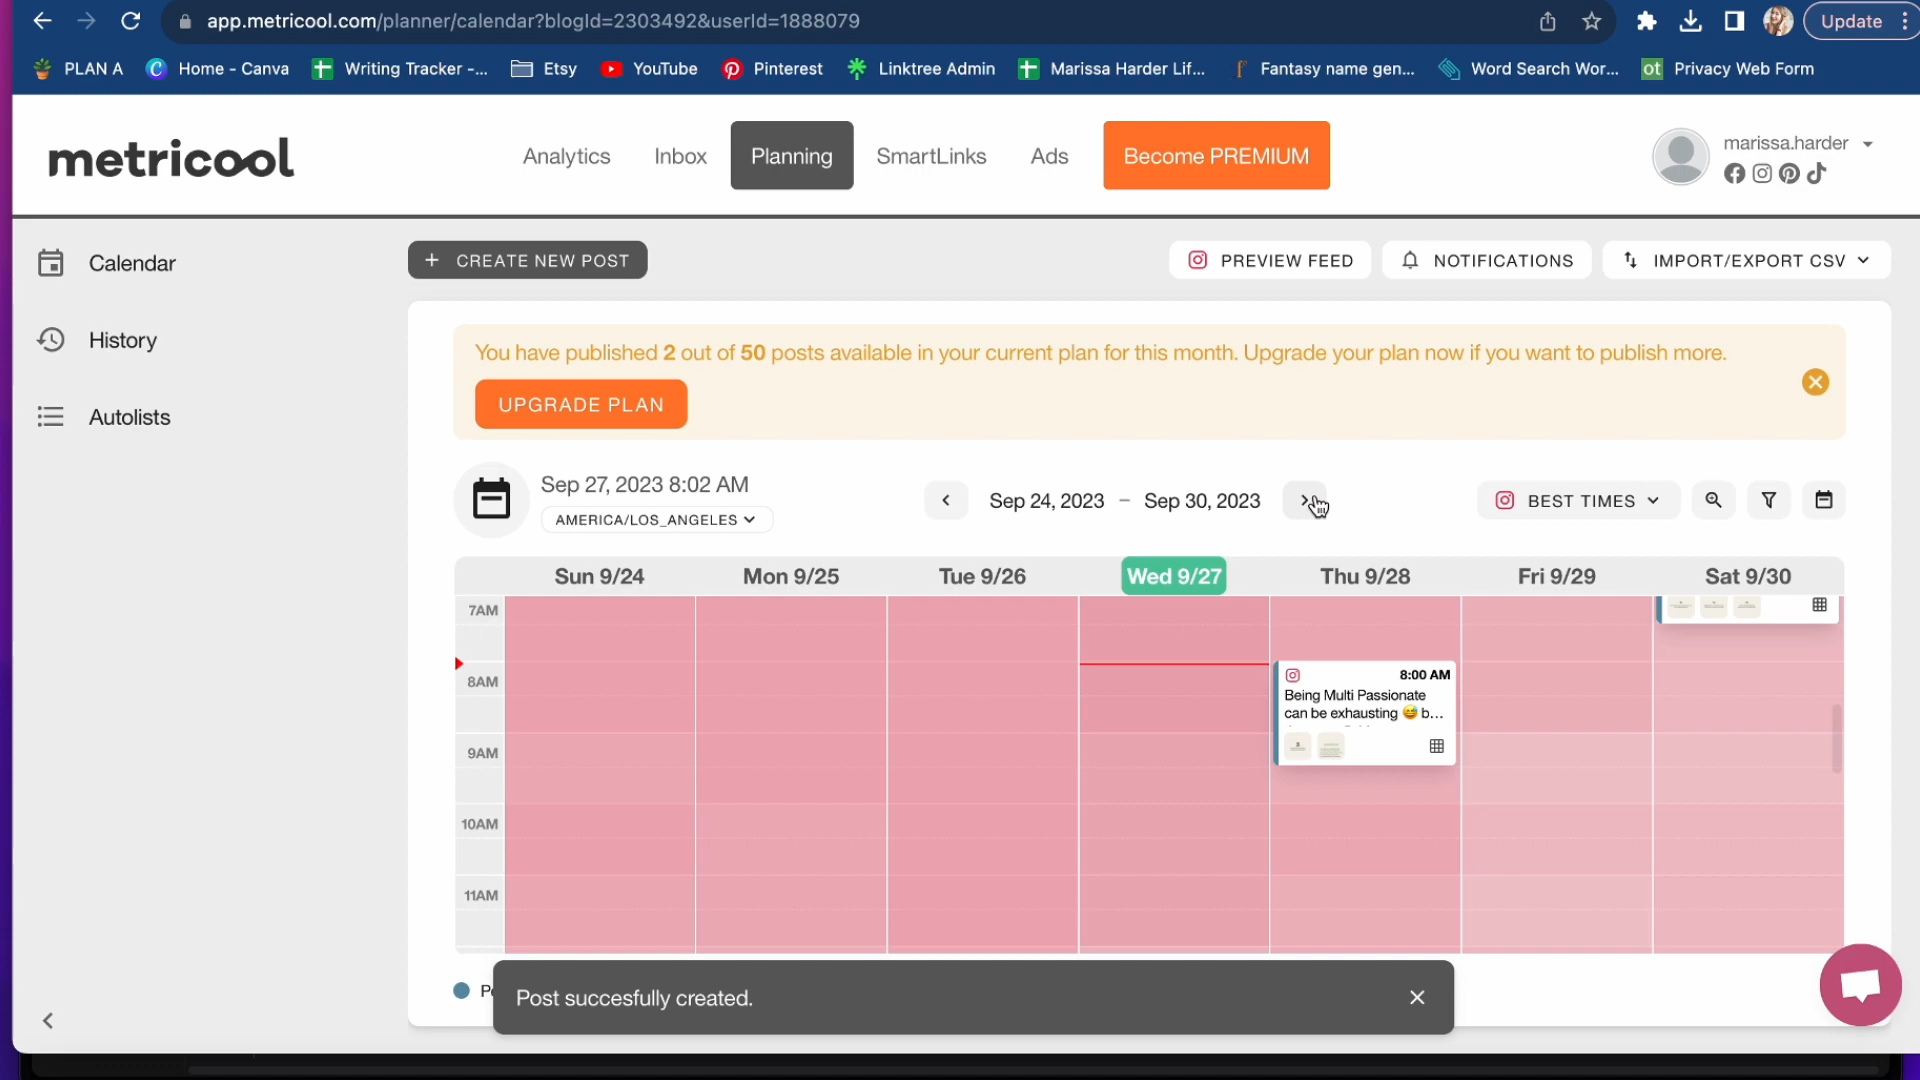 app.metricool.com/planner/calendar?blogId=2303492&userId=1888079
Update
PLAN A
Home - Canva
Writing Tracker -...
Etsy
YouTube
Pinterest
Linktree Admin
Marissa Harder Lif...
Fantasy name gen...
Word Search Wor...
ot Privacy Web Form
metricool
Analytics
Inbox
Planning
SmartLinks
Ads
Become PREMIUM
marissa.harder
Calendar
History
Autolists
+ CREATE NEW POST
PREVIEW FEED
NOTIFICATIONS
IMPORT/EXPORT CSV
You have published 2 out of 50 posts available in your current plan for this month. Upgrade your plan now if you want to publish more.
UPGRADE PLAN
Sep 27, 2023 8:02 AM
AMERICA/LOS_ANGELES
Sep 24, 2023 – Sep 30, 2023
BEST TIMES
Sun 9/24
Mon 9/25
Tue 9/26
Wed 9/27
Thu 9/28
Fri 9/29
Sat 9/30
7AM
8AM
9AM
10AM
11AM
8:00 AM
Being Multi Passionate
can be exhausting 😅 b...
Post succesfully created.